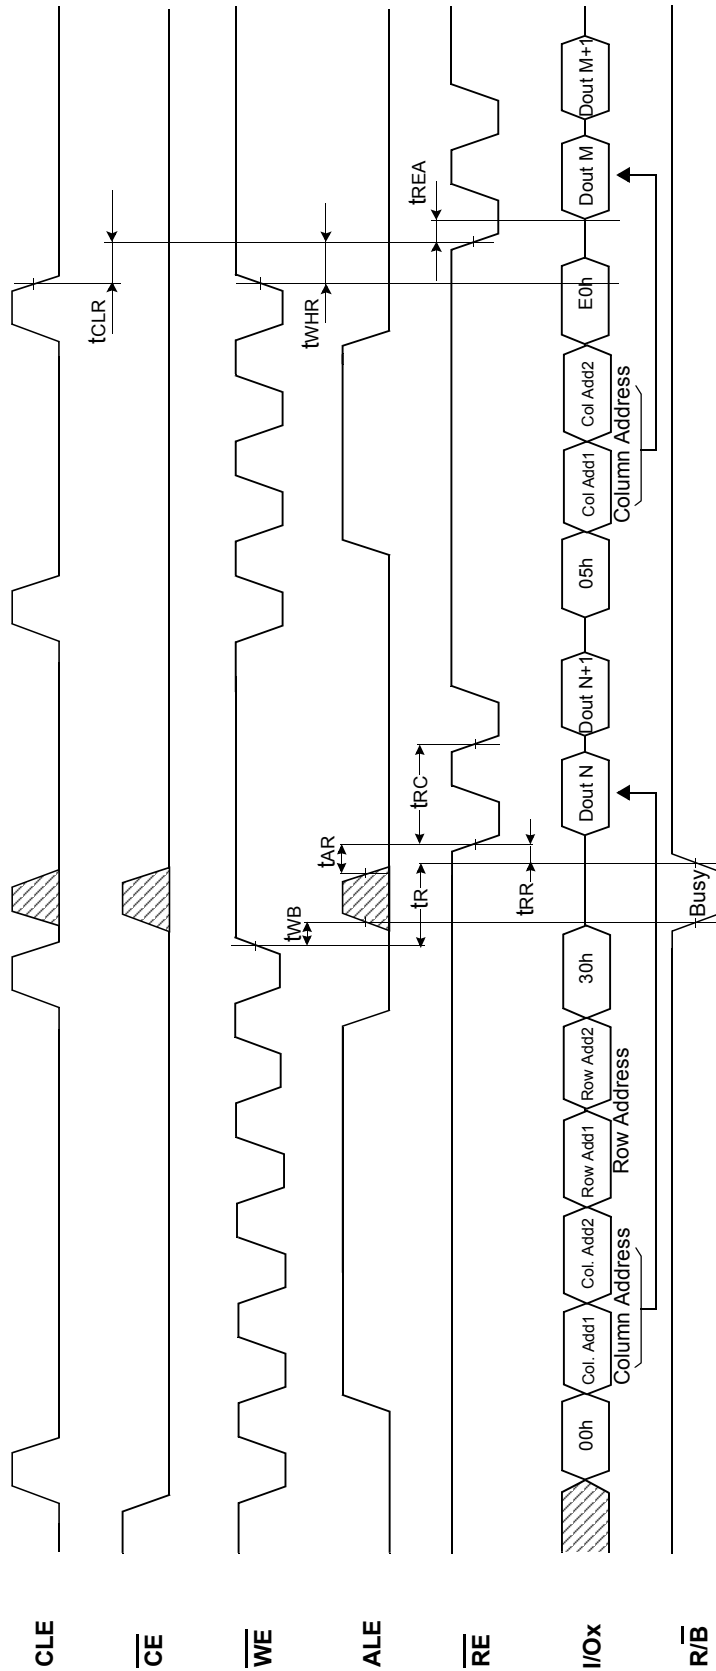 CLE
CE
WE
ALE
RE
I/Ox
R/B
tCLR
tWB
tWHR
tAR
tREA
tRC
tR
tRR
00h
Col. Add1
Col. Add2
Row Add1
Row Add2
30h
Dout N
Dout N+1
05h
Col Add1
Col Add2
E0h
Dout M
Dout M+1
Column Address
Row Address
Column Address
Busy